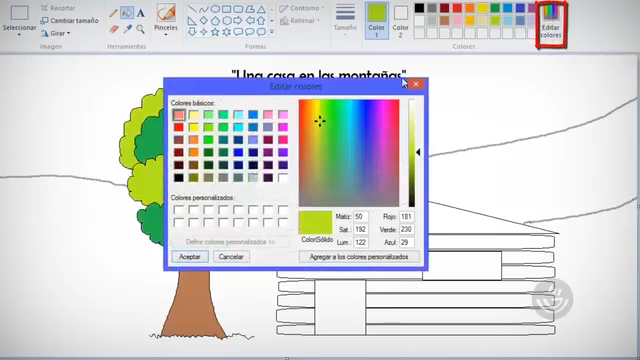 Seleccionar
Recortar
Cambiar tamaño
Girar
Imagen
Herramientas
Pinceles
Formas
Contorno
Rellenar
Tamaño
Color 1
Color 2
Colores
Editar colores
"Una casa en las montañas"
Editar colores
Colores básicos:
Colores personalizados:
Definir colores personalizados >>
Aceptar
Cancelar
Color|Sólido
Matiz: 50
Sat.: 192
Lum.: 122
Rojo 181
Verde: 230
Azul: 29
Agregar a los colores personalizados